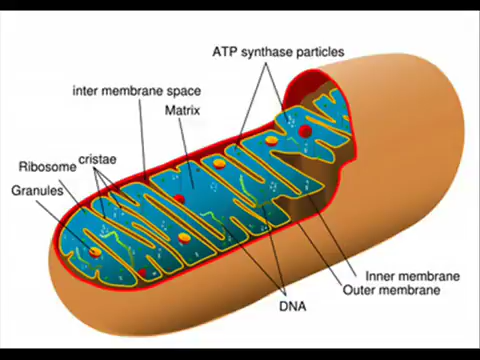 ATP synthase particles
inter membrane space
Matrix
cristae
Ribosome
Granules
Inner membrane
Outer membrane
DNA